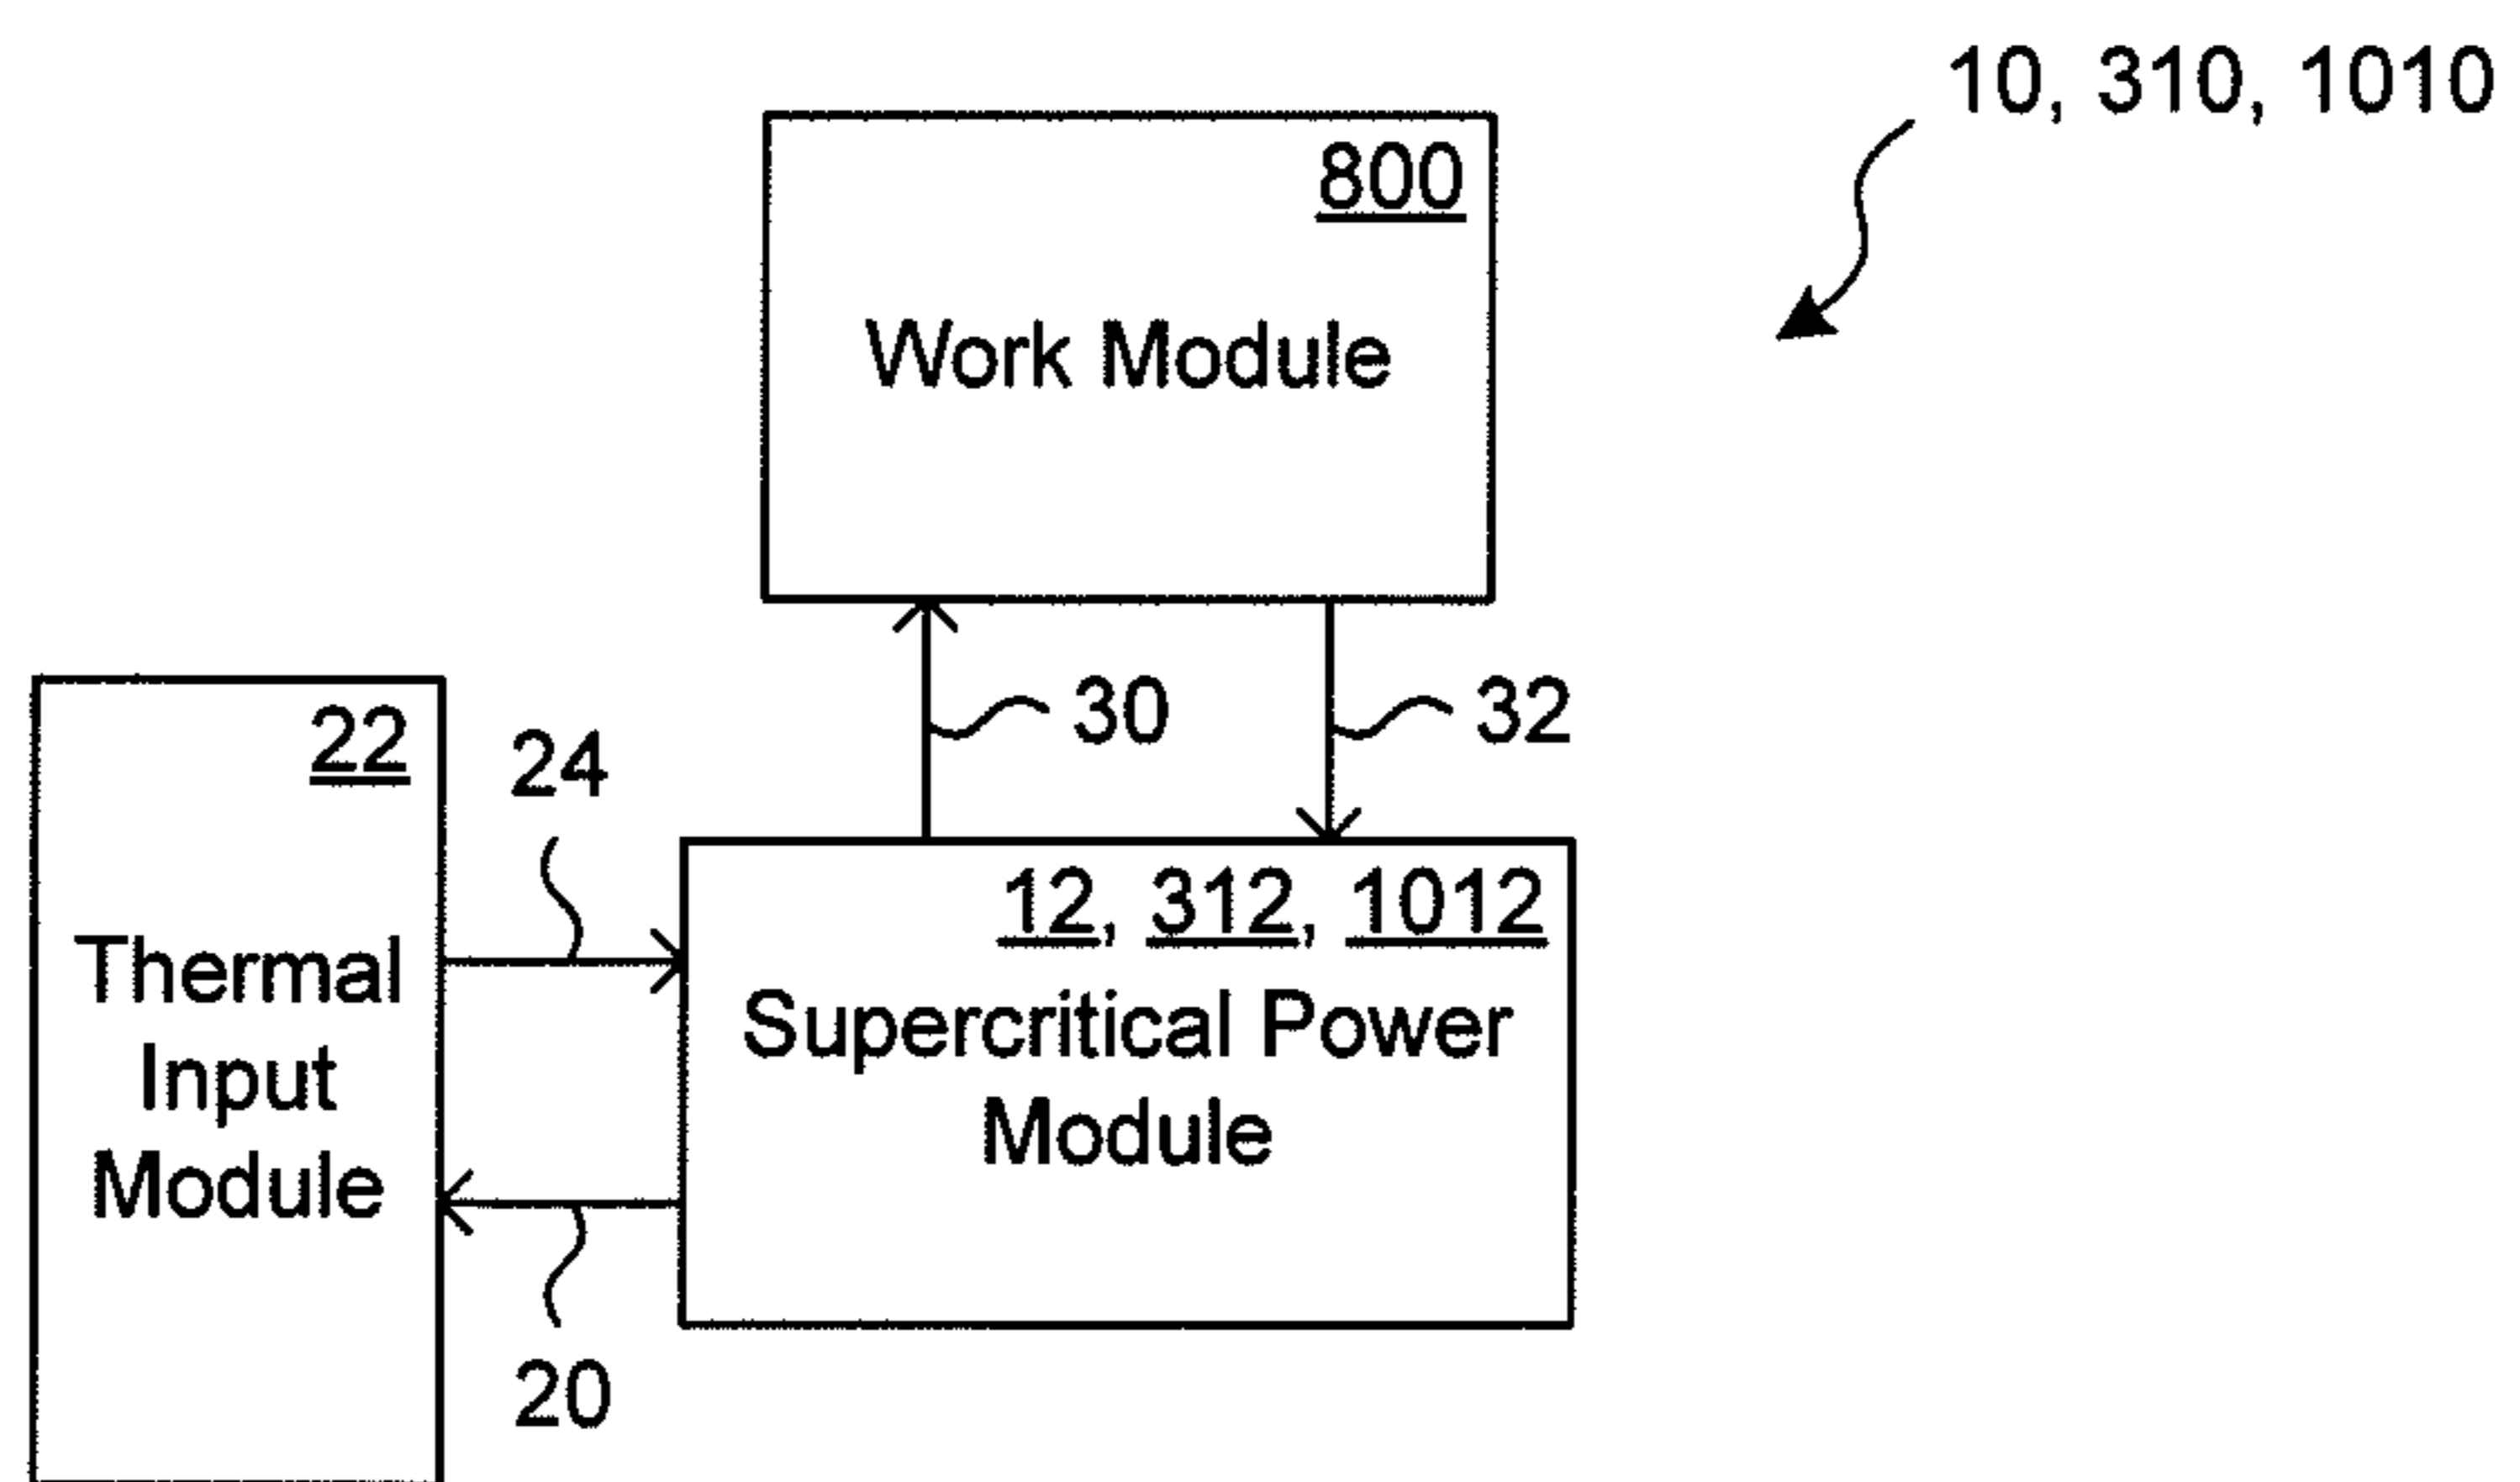 10, 310, 1010
800
Work Module
30
32
22
24
Thermal
Input
Module
12, 312, 1012
Supercritical Power
Module
20